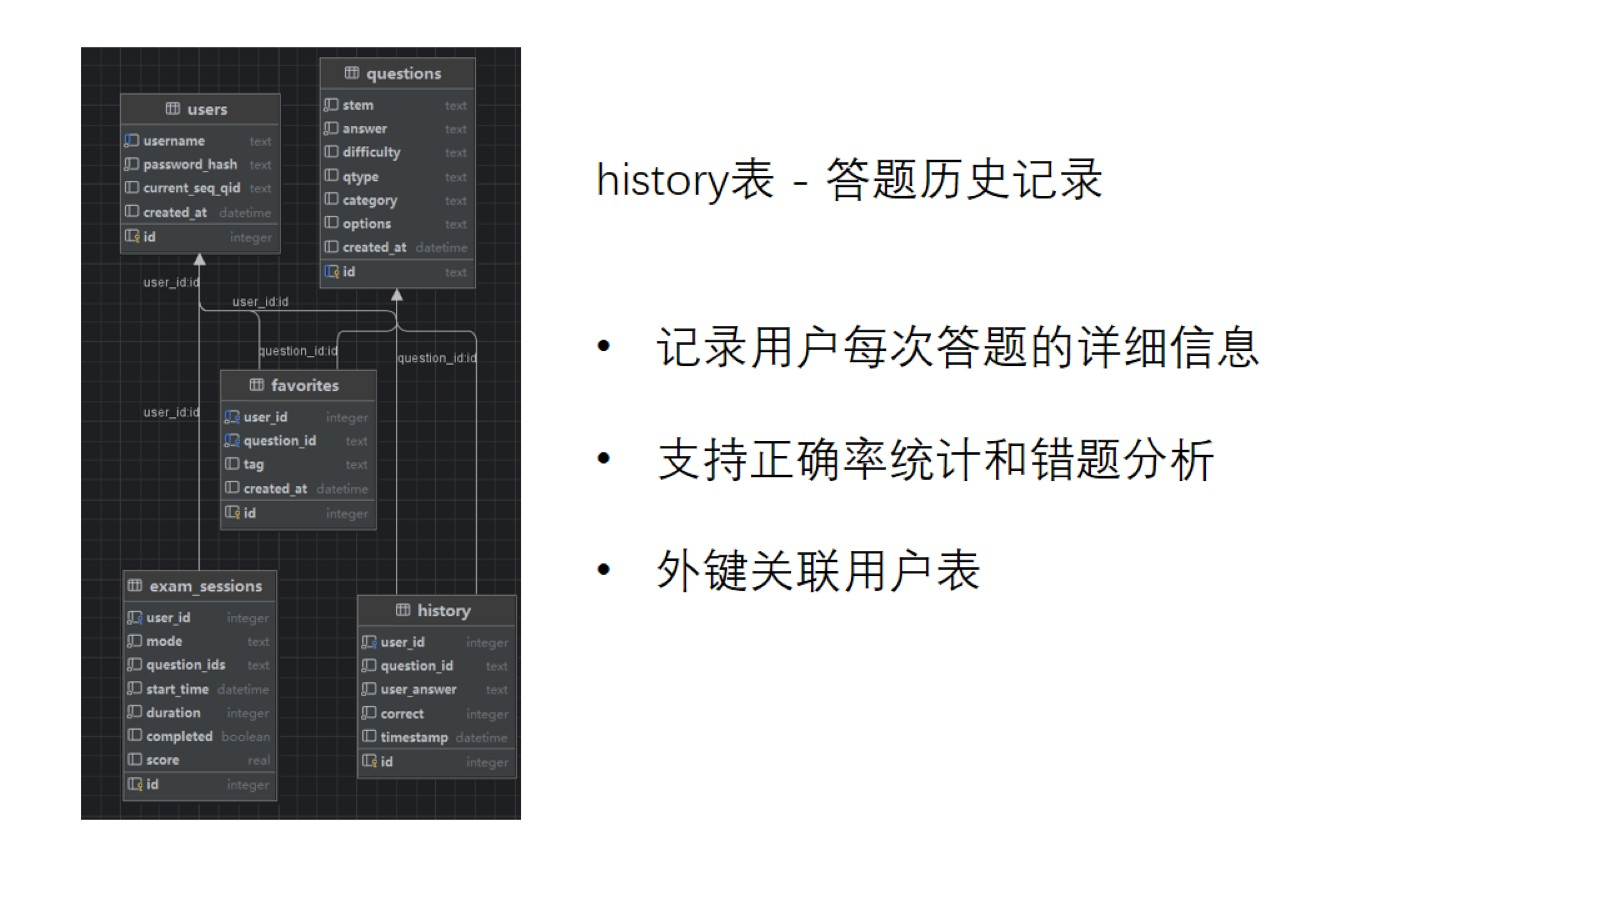 users
username text
password_hash text
current_seq_qid text
created_at datetime
id integer
questions
stem text
answer text
difficulty text
qtype text
category text
options text
created_at datetime
id text
user_id:id
user_id:id
question_id:id
question_id:id
user_id:id
favorites
user_id integer
question_id text
tag text
created_at datetime
id integer
exam_sessions
user_id integer
mode text
question_ids text
start_time datetime
duration integer
completed boolean
score real
id integer
history
user_id integer
question_id text
user_answer text
correct integer
timestamp datetime
id integer
history表 - 答题历史记录
• 记录用户每次答题的详细信息
• 支持正确率统计和错题分析
• 外键关联用户表